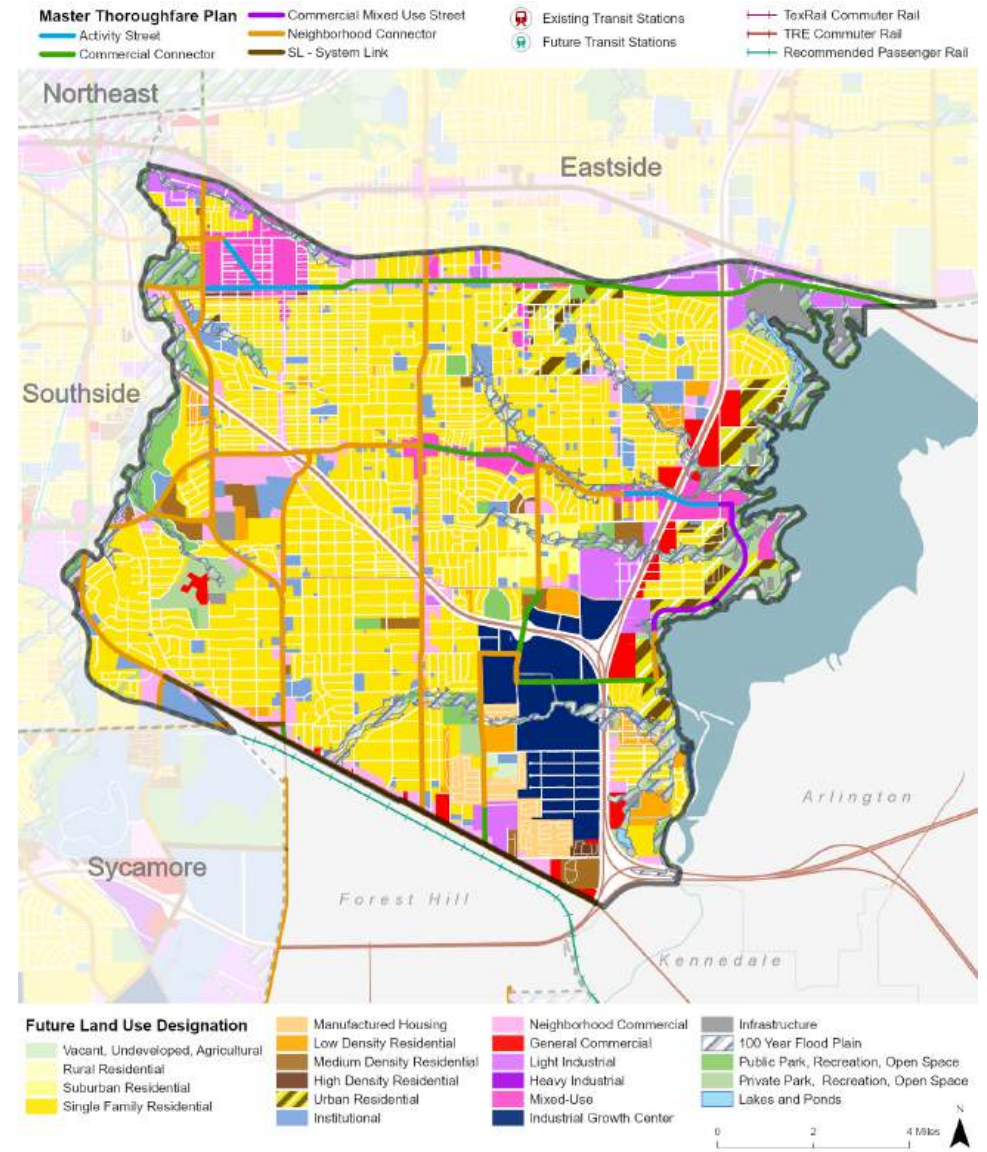 Master Thoroughfare Plan
Activity Street
Commercial Connector
Commercial Mixed Use Street
Neighborhood Connector
SL - System Link
Existing Transit Stations
Future Transit Stations
TexRail Commuter Rail
TRE Commuter Rail
Recommended Passenger Rail
Northeast
Eastside
Southside
Sycamore
Arlington
Forest Hill
Kennedale
Future Land Use Designation
Vacant, Undeveloped, Agricultural
Rural Residential
Suburban Residential
Single Family Residential
Manufactured Housing
Low Density Residential
Medium Density Residential
High Density Residential
Urban Residential
Institutional
Neighborhood Commercial
General Commercial
Light Industrial
Heavy Industrial
Mixed-Use
Industrial Growth Center
Infrastructure
100 Year Flood Plain
Public Park, Recreation, Open Space
Private Park, Recreation, Open Space
Lakes and Ponds
N
0 2 4 Miles